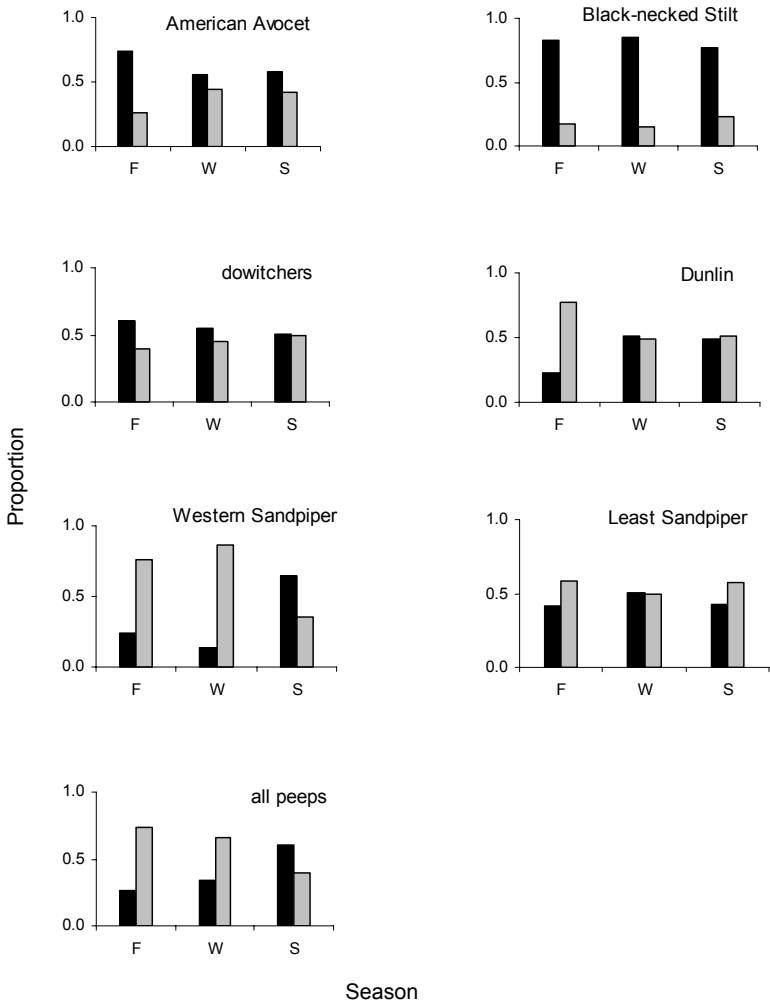 American Avocet
1.0
0.5
0.0
F W S
Black-necked Stilt
1.0
0.5
0.0
F W S
dowitchers
1.0
0.5
0.0
F W S
Dunlin
1.0
0.5
0.0
F W S
Proportion
Western Sandpiper
1.0
0.5
0.0
F W S
Least Sandpiper
1.0
0.5
0.0
F W S
all peeps
1.0
0.5
0.0
F W S
Season